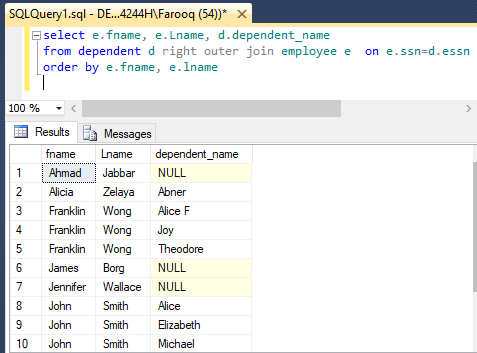 SQLQuery1.sql - DE...4244H\Farooq (54))*
select e.fname, e.Lname, d.dependent_name
from dependent d right outer join employee e  on e.ssn=d.essn
order by e.fname, e.lname
100 %
Results Messages
fname Lname dependent_name
1 Ahmad Jabbar NULL
2 Alicia Zelaya Abner
3 Franklin Wong Alice F
4 Franklin Wong Joy
5 Franklin Wong Theodore
6 James Borg NULL
7 Jennifer Wallace NULL
8 John Smith Alice
9 John Smith Elizabeth
10 John Smith Michael